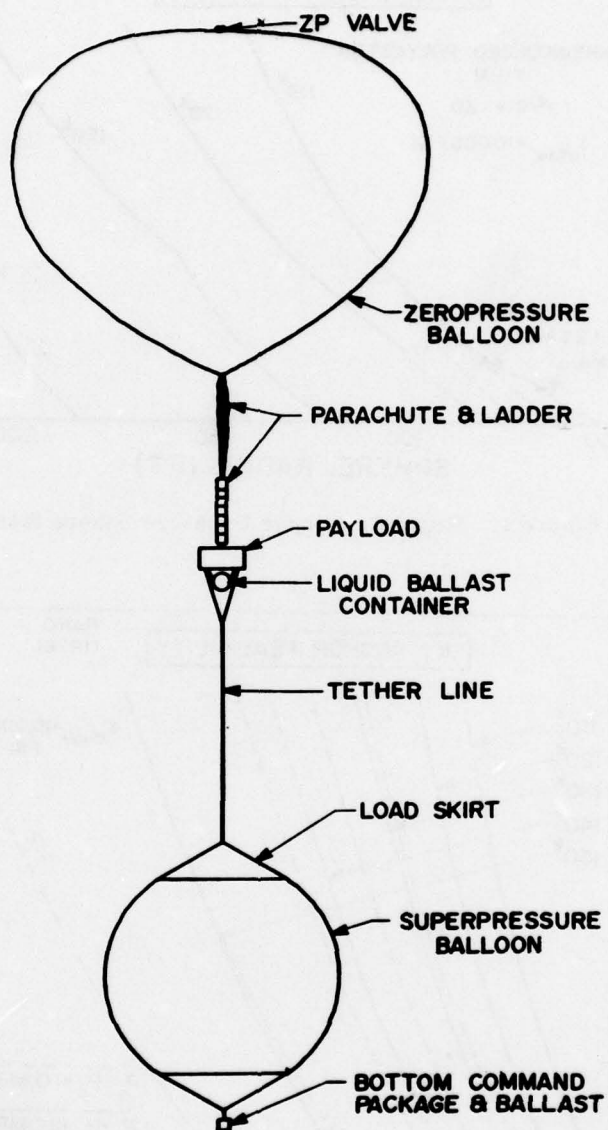 ZP VALVE
ZEROPRESSURE
BALLOON
PARACHUTE & LADDER
PAYLOAD
LIQUID BALLAST
CONTAINER
TETHER LINE
LOAD SKIRT
SUPERPRESSURE
BALLOON
BOTTOM COMMAND
PACKAGE & BALLAST